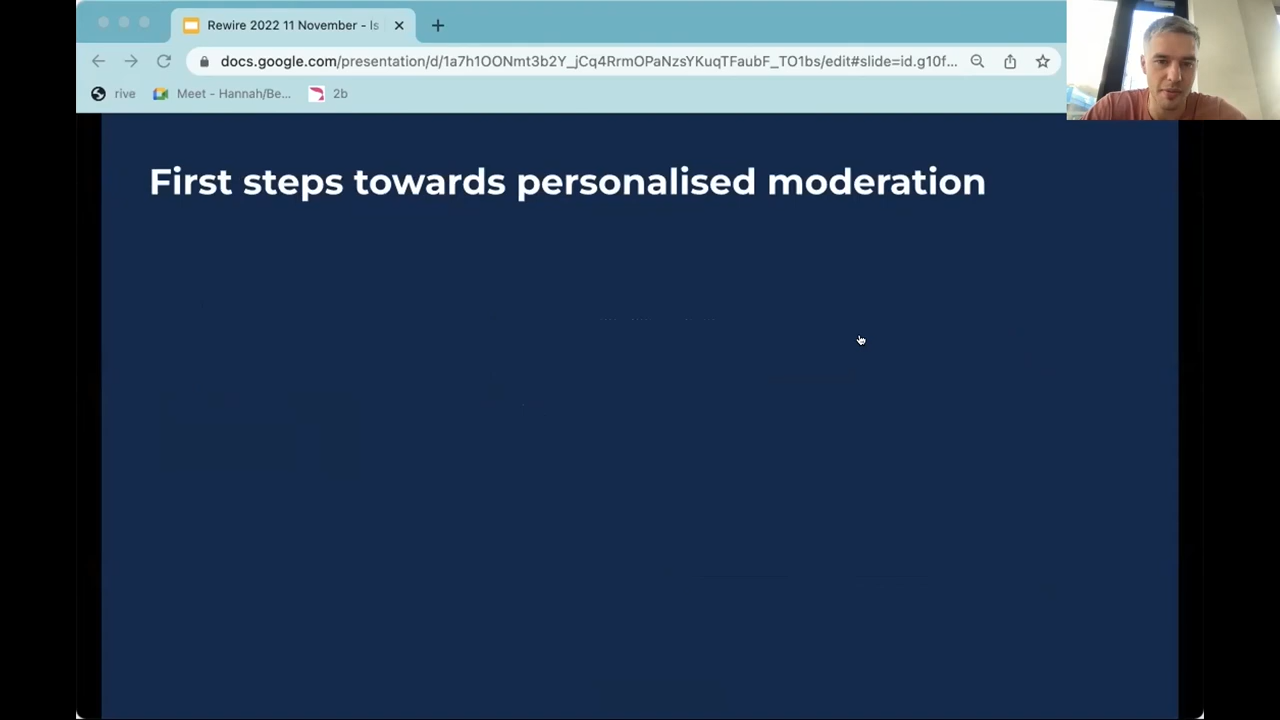 Rewire 2022 11 November - Is
docs.google.com/presentation/d/1a7h1OONmt3b2Y_jCq4RrmOPaNzsYKuqTFaubF_TO1bs/edit#slide=id.g10f...
rive
Meet - Hannah/Be...
2b
First steps towards personalised moderation